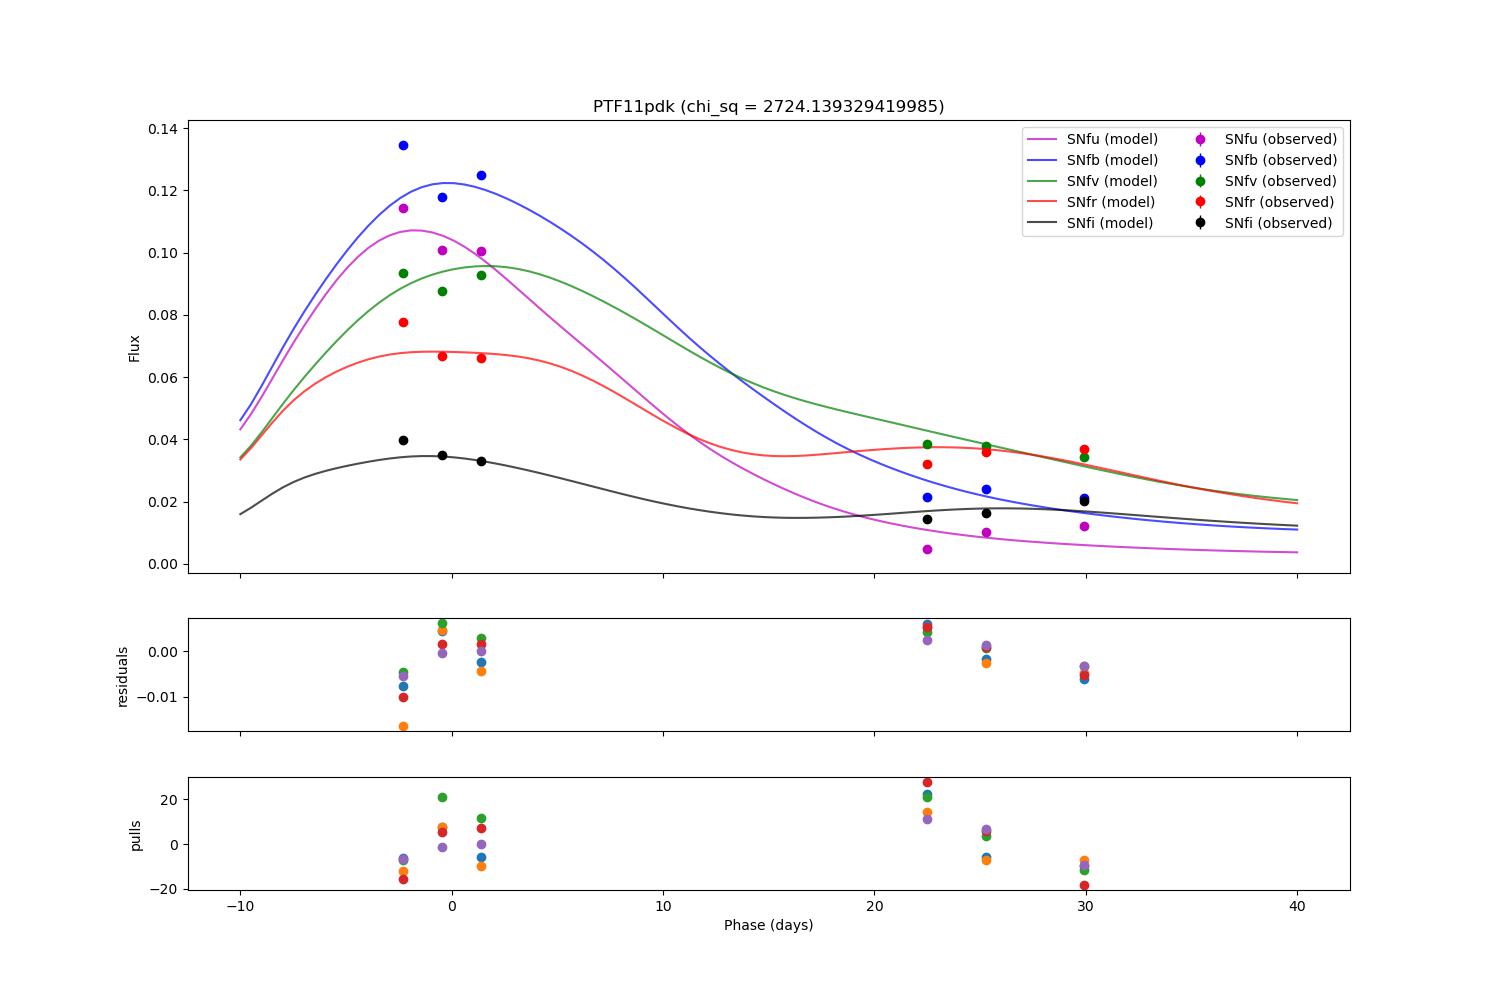 PTF11pdk (chi_sq = 2724.139329419985)
0.14
0.12
0.10
0.08
0.06
0.04
0.02
0.00
Flux
SNfu (model)
SNfb (model)
SNfv (model)
SNfr (model)
SNfi (model)
SNfu (observed)
SNfb (observed)
SNfv (observed)
SNfr (observed)
SNfi (observed)
0.00
−0.01
residuals
20
0
−20
pulls
−10 0 10 20 30 40
Phase (days)